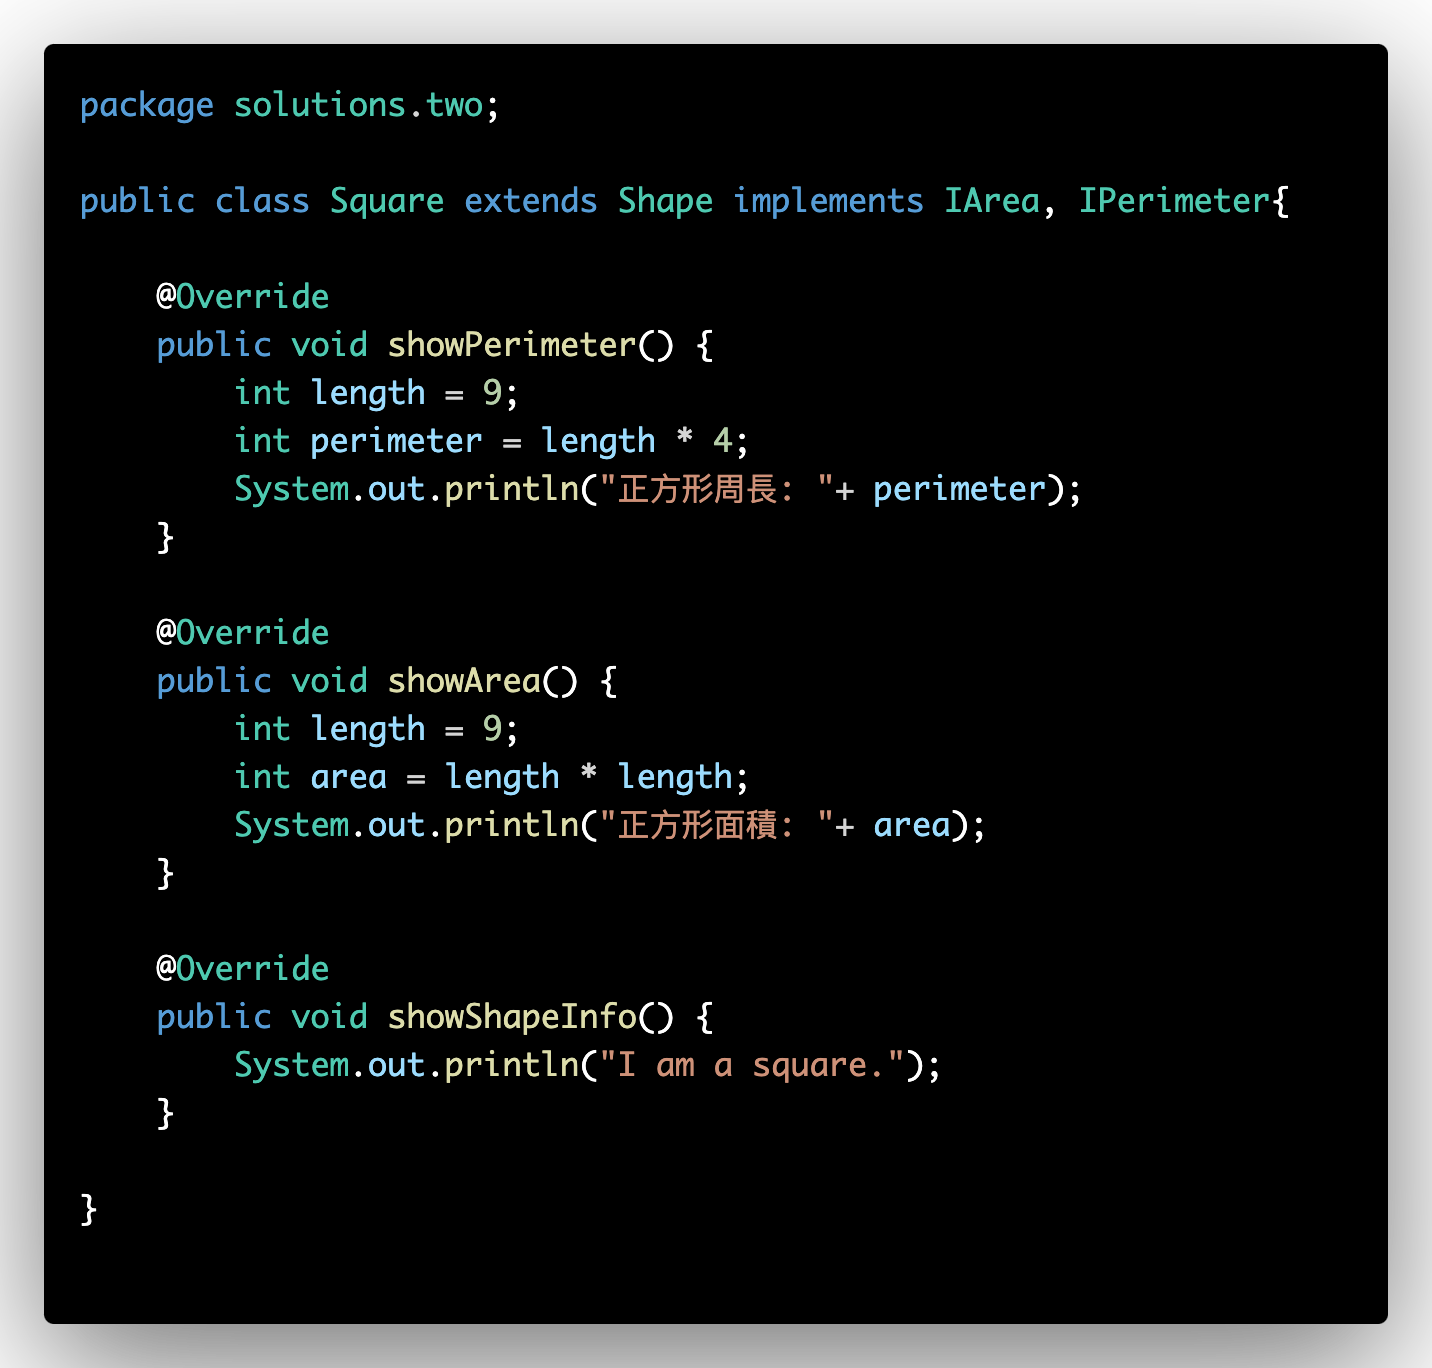 package solutions.two;
public class Square extends Shape implements IArea, IPerimeter{
@Override
public void showPerimeter() {
int length = 9;
int perimeter = length * 4;
System.out.println("正方形周長: "+ perimeter);
}
@Override
public void showArea() {
int length = 9;
int area = length * length;
System.out.println("正方形面積: "+ area);
}
@Override
public void showShapeInfo() {
System.out.println("I am a square.");
}
}